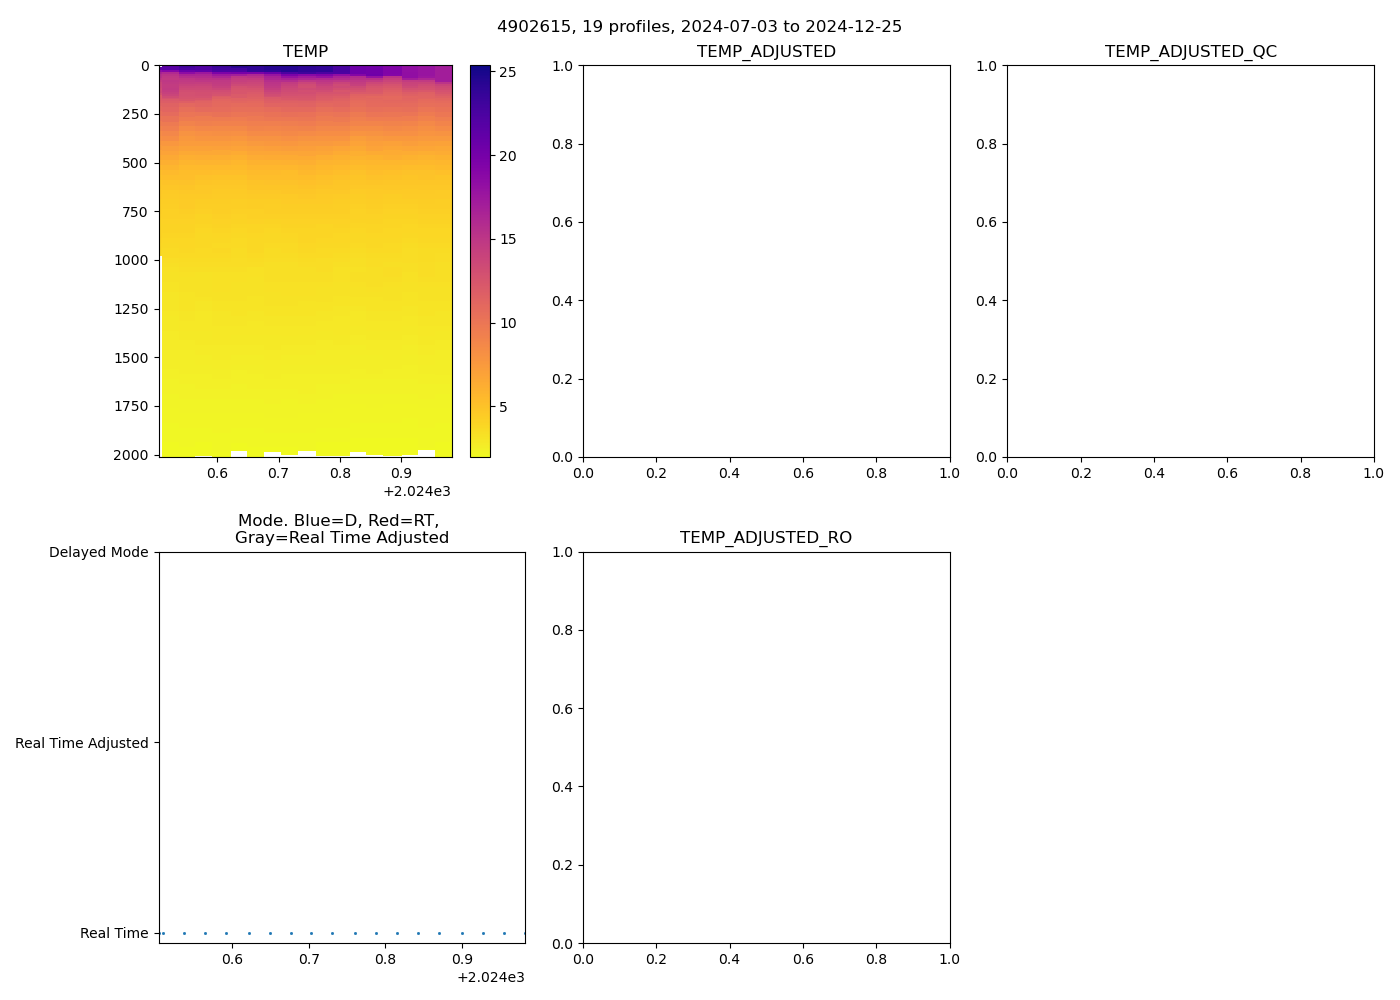 4902615, 19 profiles, 2024-07-03 to 2024-12-25
TEMP
0
250
500
750
1000
1250
1500
1750
2000
0.6 0.7 0.8 0.9
+2.024e3
25
20
15
10
5
TEMP_ADJUSTED
1.0
0.8
0.6
0.4
0.2
0.0
0.0 0.2 0.4 0.6 0.8 1.0
TEMP_ADJUSTED_QC
1.0
0.8
0.6
0.4
0.2
0.0
0.0 0.2 0.4 0.6 0.8 1.0
Mode. Blue=D, Red=RT,
Gray=Real Time Adjusted
Delayed Mode
Real Time Adjusted
Real Time
0.6 0.7 0.8 0.9
+2.024e3
TEMP_ADJUSTED_RO
1.0
0.8
0.6
0.4
0.2
0.0
0.0 0.2 0.4 0.6 0.8 1.0